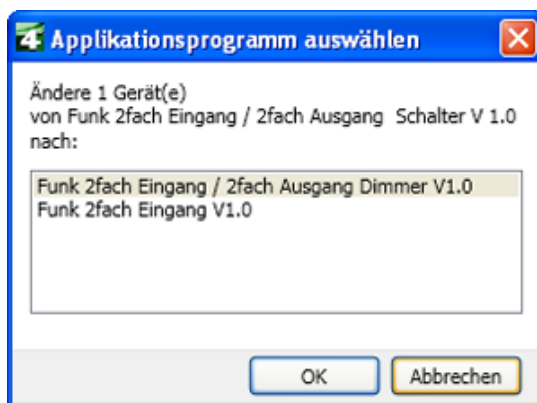 4 Applikationsprogramm auswählen
Ändere 1 Gerät(e)
von Funk 2fach Eingang / 2fach Ausgang  Schalter V 1.0
nach:
Funk 2fach Eingang / 2fach Ausgang Dimmer V1.0
Funk 2fach Eingang V1.0
OK Abbrechen